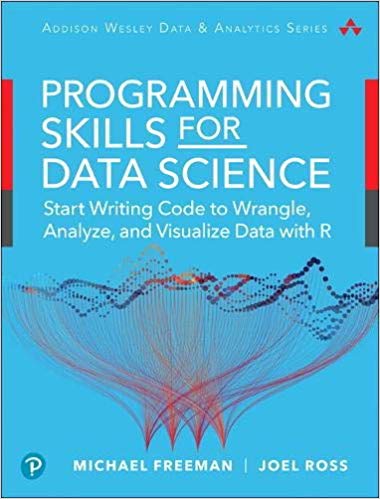 ADDISON WESLEY DATA & ANALYTICS SERIES
PROGRAMMING
SKILLS FOR
DATA SCIENCE
Start Writing Code to Wrangle,
Analyze, and Visualize Data with R
P
MICHAEL FREEMAN | JOEL ROSS